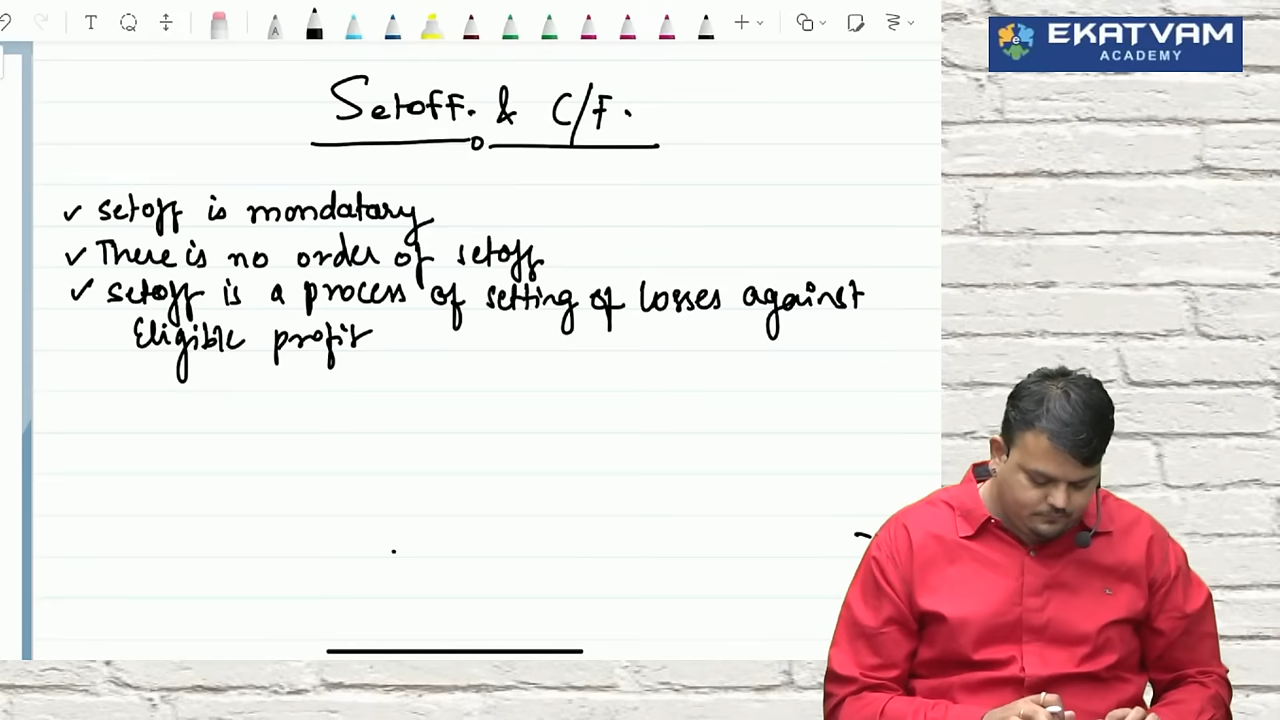 EKATVAM
ACADEMY
Setoff. & C/F.
✓ setoff is mondatary
✓ There is no order of setoff
✓ setoff is a process of setting of losses against
Eligible profit